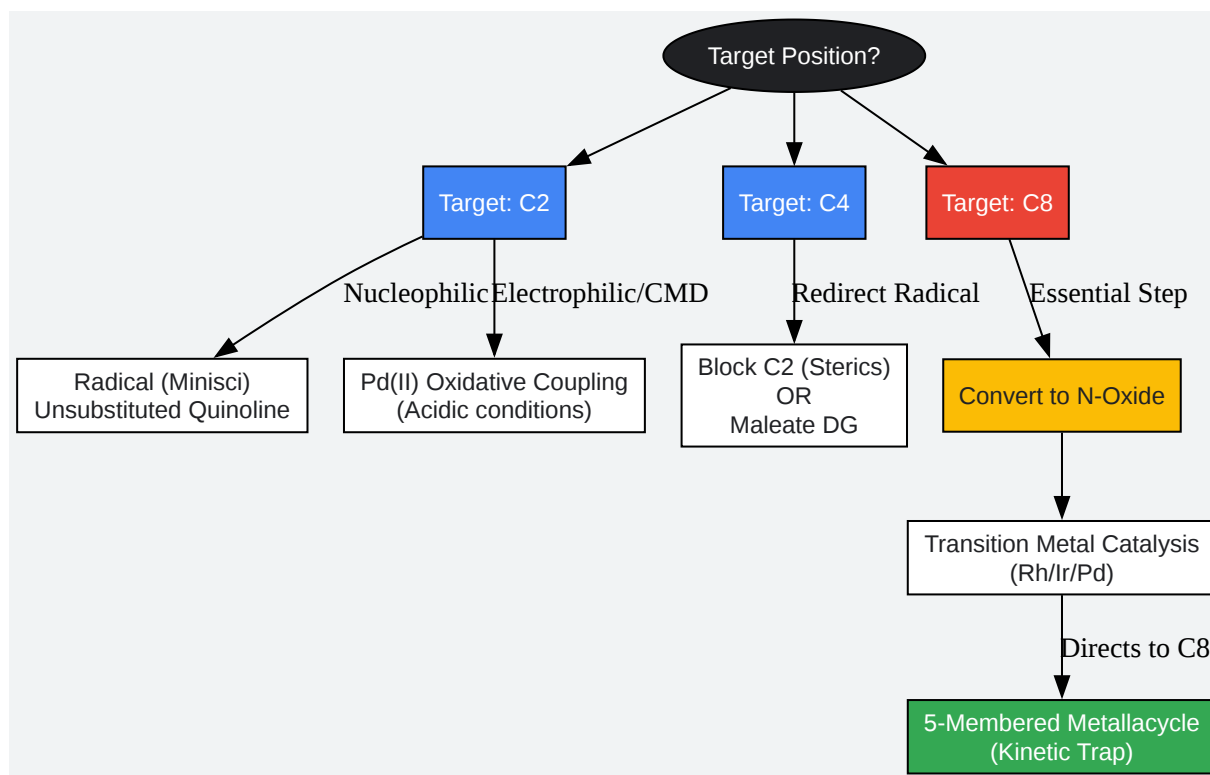 Target Position?
Target: C2
Target: C4
Target: C8
Nucleophilic
Electrophilic/CMD
Redirect Radical
Essential Step
Radical (Minisci)
Unsubstituted Quinoline
Pd(II) Oxidative Coupling
(Acidic conditions)
Block C2 (Sterics)
OR
Maleate DG
Convert to N-Oxide
Transition Metal Catalysis
(Rh/Ir/Pd)
Directs to C8
5-Membered Metallacycle
(Kinetic Trap)